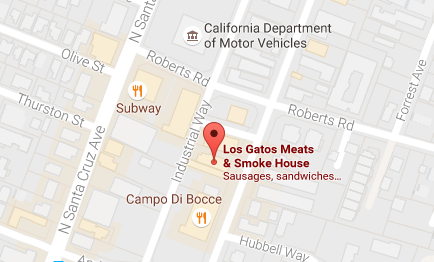 N Santa
California Department
of Motor Vehicles
Olive St
Roberts Rd
Forrest Ave
Subway
Thurston St
Industrial Way
Roberts Rd
N Santa Cruz Ave
Los Gatos Meats
& Smoke House
Sausages, sandwiches...
Campo Di Bocce
Hubbell Way